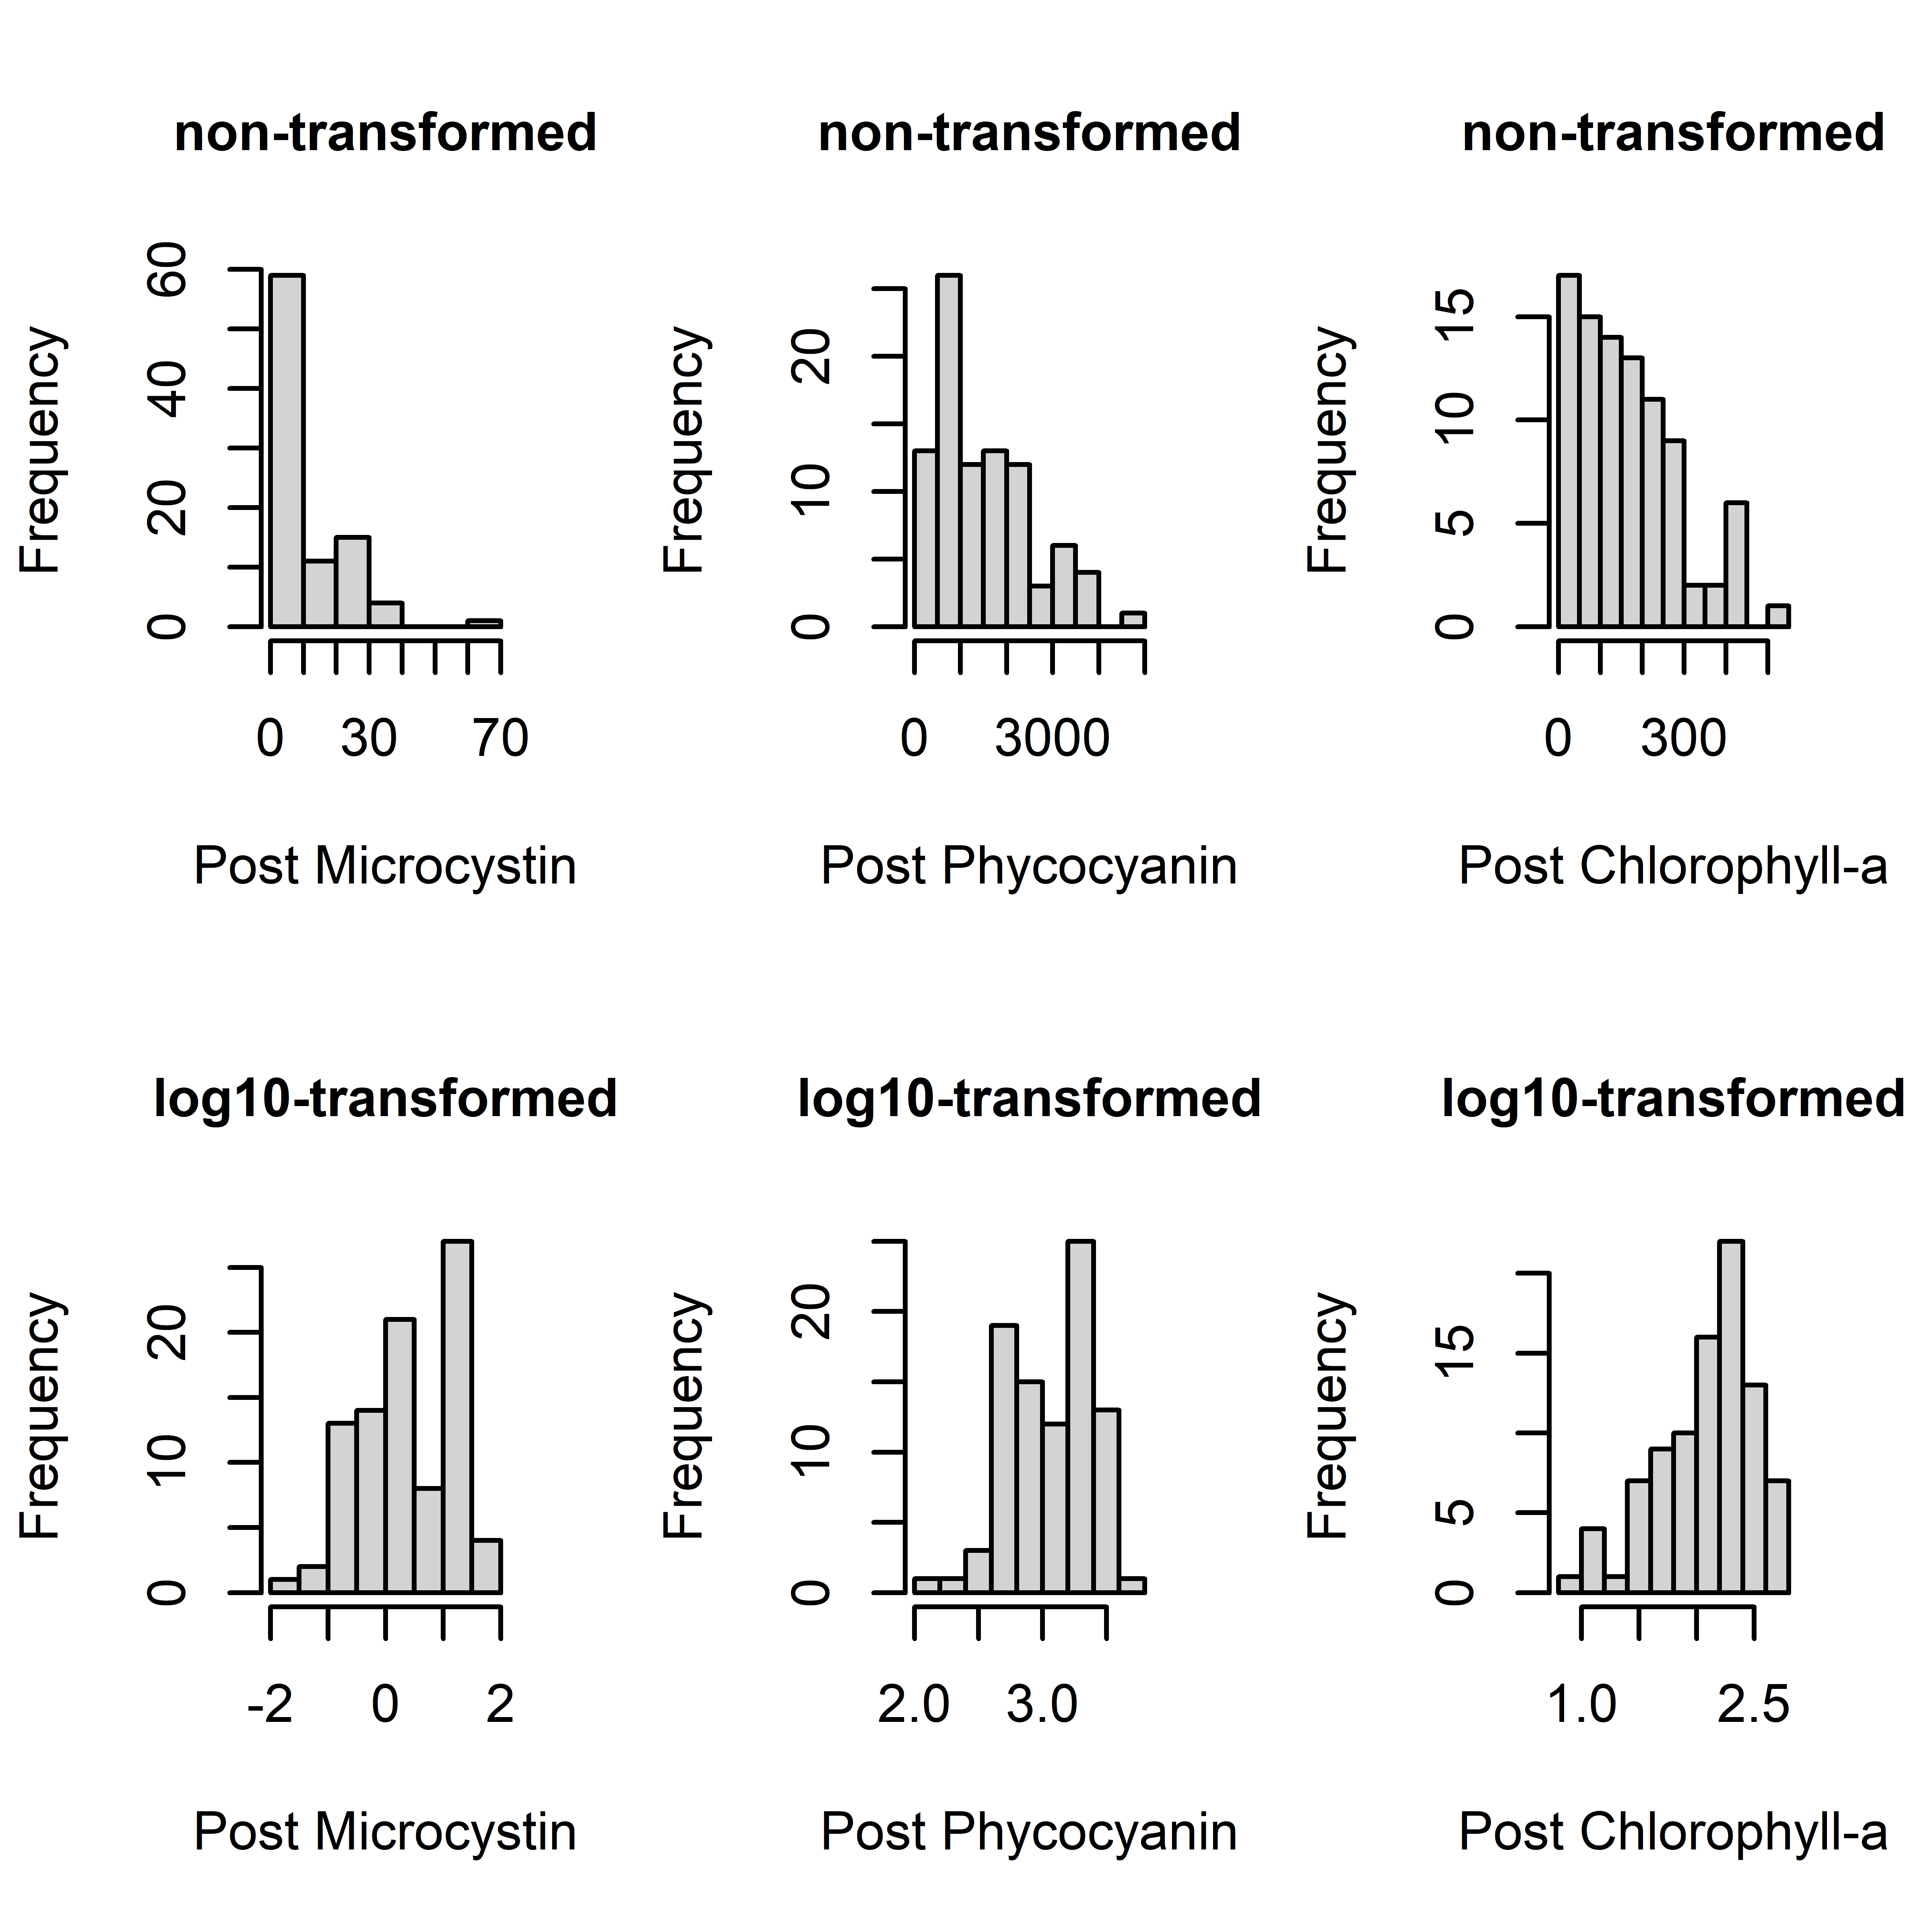 non-transformed
Frequency
0 20 40 60
0 30 70
Post Microcystin
non-transformed
Frequency
0 10 20
0 3000
Post Phycocyanin
non-transformed
Frequency
0 5 10 15
0 300
Post Chlorophyll-a
log10-transformed
Frequency
0 10 20
-2 0 2
Post Microcystin
log10-transformed
Frequency
0 10 20
2.0 3.0
Post Phycocyanin
log10-transformed
Frequency
0 5 15
1.0 2.5
Post Chlorophyll-a